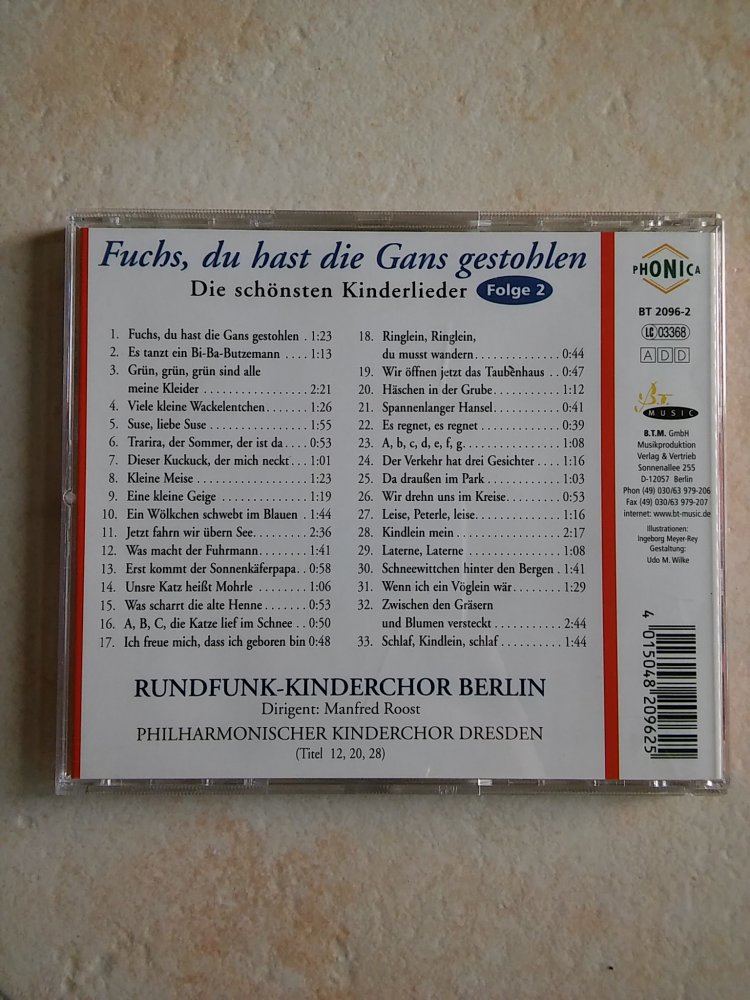 Fuchs, du hast die Gans gestohlen
Die schönsten Kinderlieder Folge 2
1. Fuchs, du hast die Gans gestohlen . 1:23
2. Es tanzt ein Bi-Ba-Butzemann . . . . 1:13
3. Grün, grün, grün sind alle
meine Kleider . . . . . . . . . . . . . . . . 2:21
4. Viele kleine Wackelentchen . . . . . . 1:26
5. Suse, liebe Suse . . . . . . . . . . . . . . 1:55
6. Trarira, der Sommer, der ist da . . . . 0:53
7. Dieser Kuckuck, der mich neckt . . . 1:01
8. Kleine Meise . . . . . . . . . . . . . . . . 1:23
9. Eine kleine Geige . . . . . . . . . . . . . 1:19
10. Ein Wölkchen schwebt im Blauen . 1:44
11. Jetzt fahrn wir übern See. . . . . . . . . 2:36
12. Was macht der Fuhrmann. . . . . . . . 1:41
13. Erst kommt der Sonnenkäferpapa. . 0:58
14. Unsre Katz heißt Mohrle . . . . . . . . 1:06
15. Was scharrt die alte Henne . . . . . . . 0:53
16. A, B, C, die Katze lief im Schnee . . 0:50
17. Ich freue mich, dass ich geboren bin 0:48
18. Ringlein, Ringlein,
du musst wandern. . . . . . . . . . . . . 0:44
19. Wir öffnen jetzt das Taubenhaus . . 0:47
20. Häschen in der Grube. . . . . . . . . . 1:12
21. Spannenlanger Hansel. . . . . . . . . . 0:41
22. Es regnet, es regnet . . . . . . . . . . . . 0:39
23. A, b, c, d, e, f, g. . . . . . . . . . . . . . . 1:08
24. Der Verkehr hat drei Gesichter . . . . 1:16
25. Da draußen im Park . . . . . . . . . . . 1:03
26. Wir drehn uns im Kreise. . . . . . . . . 0:53
27. Leise, Peterle, leise. . . . . . . . . . . . . 1:16
28. Kindlein mein . . . . . . . . . . . . . . . 2:17
29. Laterne, Laterne . . . . . . . . . . . . . . 1:08
30. Schneewittchen hinter den Bergen . 1:41
31. Wenn ich ein Vöglein wär. . . . . . . . 1:29
32. Zwischen den Gräsern
und Blumen versteckt . . . . . . . . . . 2:44
33. Schlaf, Kindlein, schlaf . . . . . . . . . . 1:44
RUNDFUNK-KINDERCHOR BERLIN
Dirigent: Manfred Roost
PHILHARMONISCHER KINDERCHOR DRESDEN
(Titel 12, 20, 28)
PHONICA
BT 2096-2
LC 03368
ADD
B.T. MUSIC
B.T.M. GmbH
Musikproduktion
Verlag & Vertrieb
Sonnenallee 255
D-12057 Berlin
Phon (49) 030/63 979-206
Fax (49) 030/63 979-207
internet: www.bt-music.de
Illustrationen:
Ingeborg Meyer-Rey
Gestaltung:
Udo M. Wilke
4 015048 209625